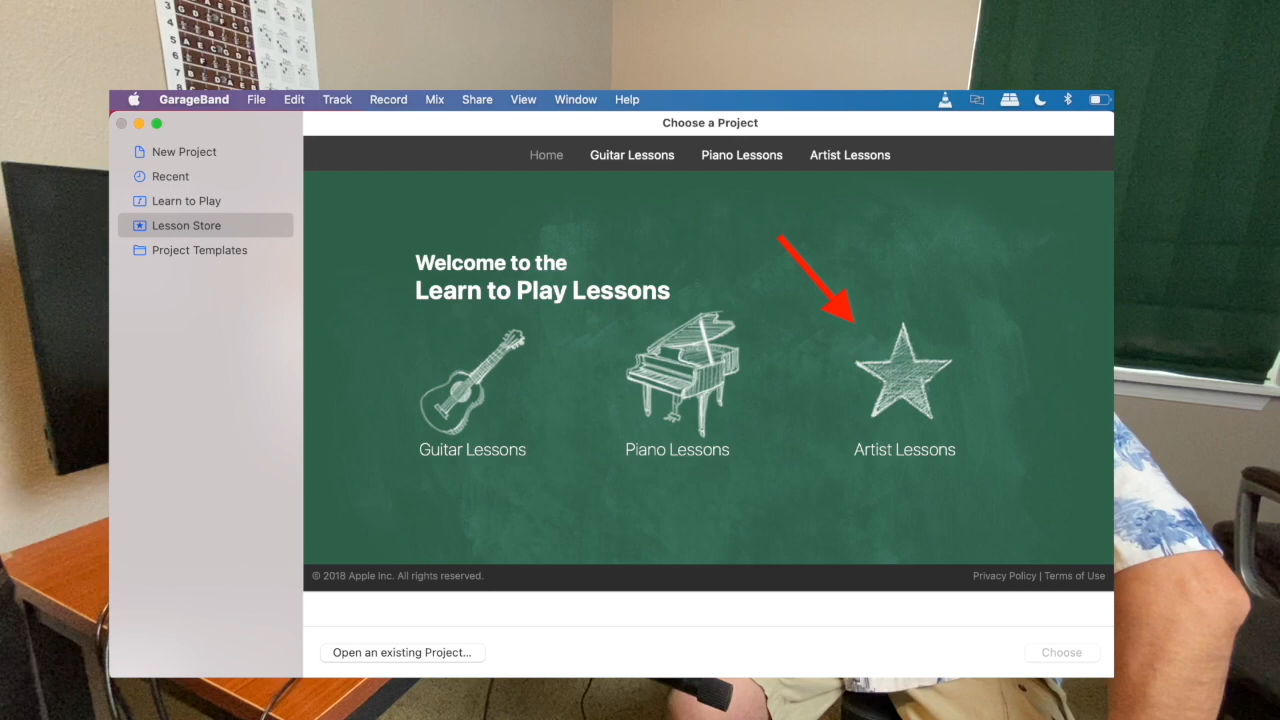 GarageBand File Edit Track Record Mix Share View Window Help
Choose a Project
New Project
Recent
Learn to Play
Lesson Store
Project Templates
Home Guitar Lessons Piano Lessons Artist Lessons
Welcome to the
Learn to Play Lessons
Guitar Lessons Piano Lessons Artist Lessons
© 2018 Apple Inc. All rights reserved. Privacy Policy | Terms of Use
Open an existing Project... Choose